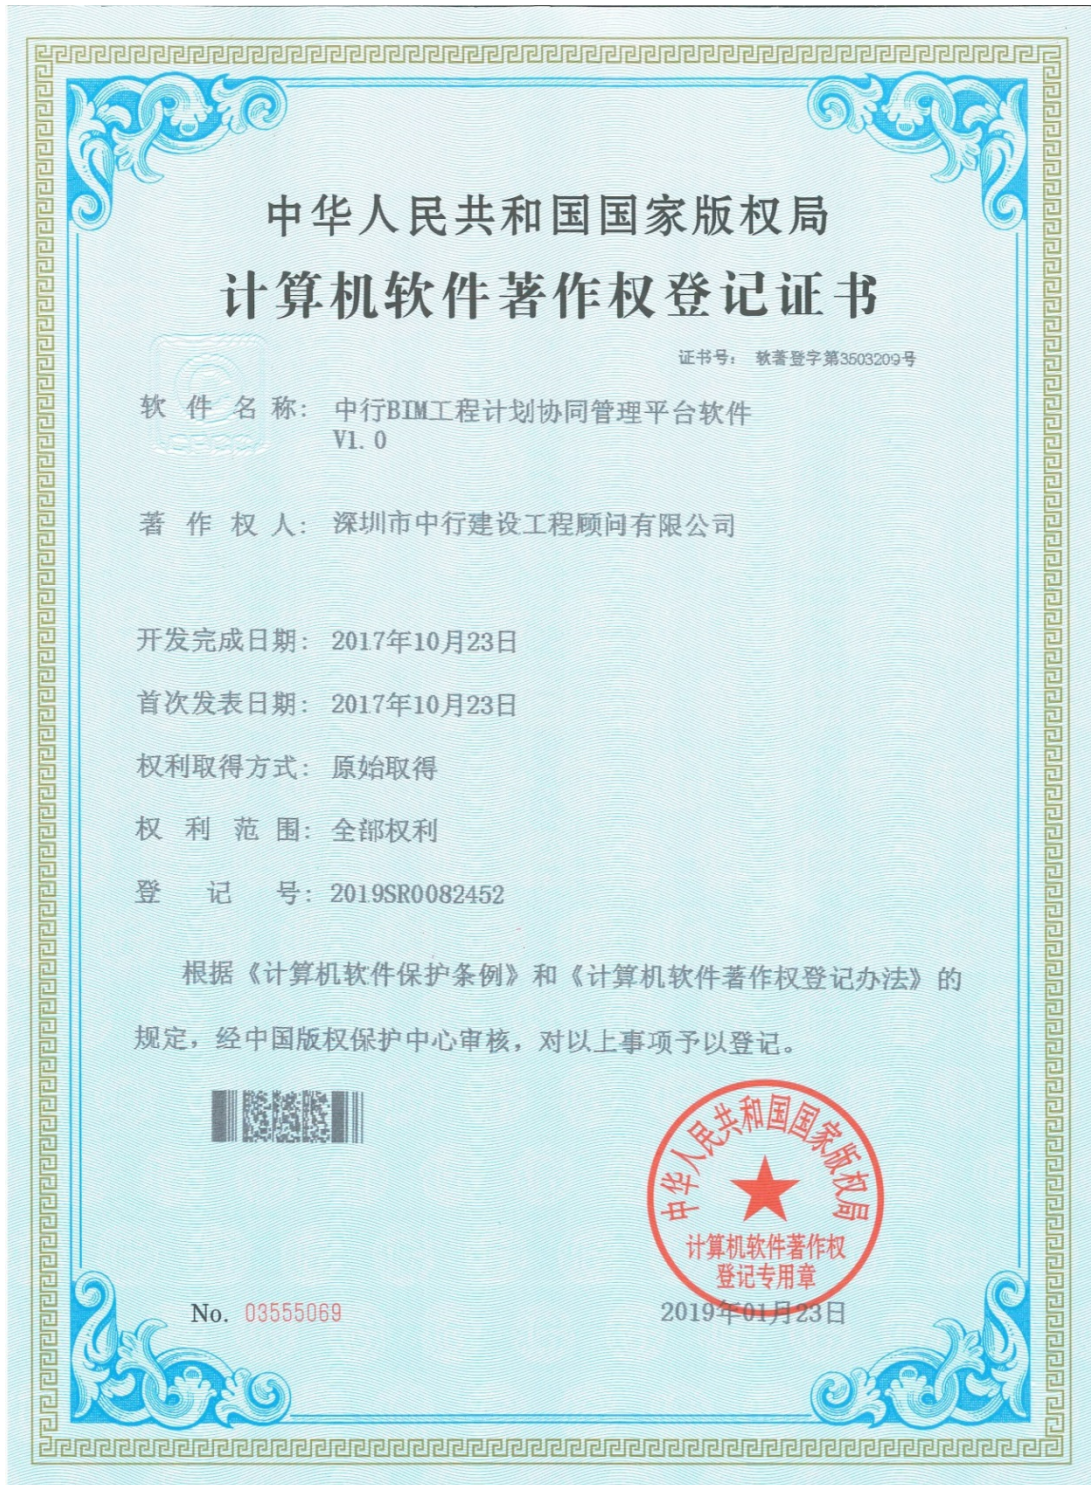 中华人民共和国国家版权局
计算机软件著作权登记证书
证书号： 软著登字第3503209号
软件名称： 中行BIM工程计划协同管理平台软件
V1.0
著作权人： 深圳市中行建设工程顾问有限公司
开发完成日期： 2017年10月23日
首次发表日期： 2017年10月23日
权利取得方式： 原始取得
权利范围： 全部权利
登记号： 2019SR0082452
根据《计算机软件保护条例》和《计算机软件著作权登记办法》的
规定，经中国版权保护中心审核，对以上事项予以登记。
中华人民共和国国家版权局
计算机软件著作权
登记专用章
No. 03555069
2019年01月23日